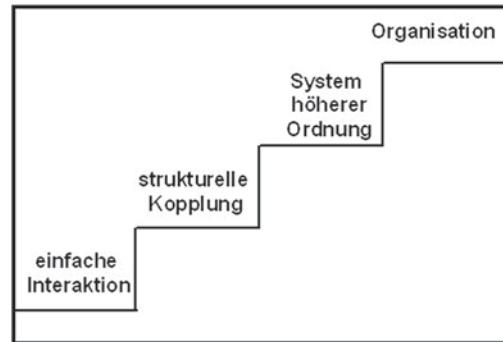 Organisation
System
höherer
Ordnung
strukturelle
Kopplung
einfache
Interaktion